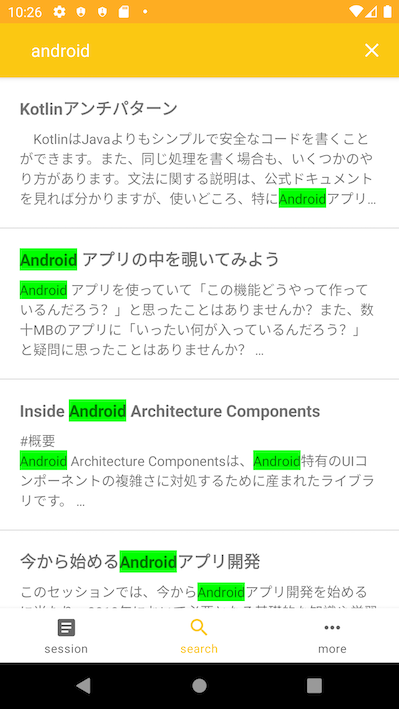 10:26
android
Kotlinアンチパターン
KotlinはJavaよりもシンプルで安全なコードを書くこと
ができます。また、同じ処理を書く場合も、いくつかのや
り方があります。文法に関する説明は、公式ドキュメント
を見れば分かりますが、使いどころ、特にAndroidアプリ…
Android アプリの中を覗いてみよう
Android アプリを使っていて「この機能どうやって作って
いるんだろう？」と思ったことはありませんか？また、数
十MBのアプリに「いったい何が入っているんだろう？」
と疑問に思ったことはありませんか？ …
Inside Android Architecture Components
#概要
Android Architecture Componentsは、Android特有のUIコ
ンポーネントの複雑さに対処するために産まれたライブラ
リです。 …
今から始めるAndroidアプリ開発
このセッションでは、今からAndroidアプリ開発を始める
session
search
more